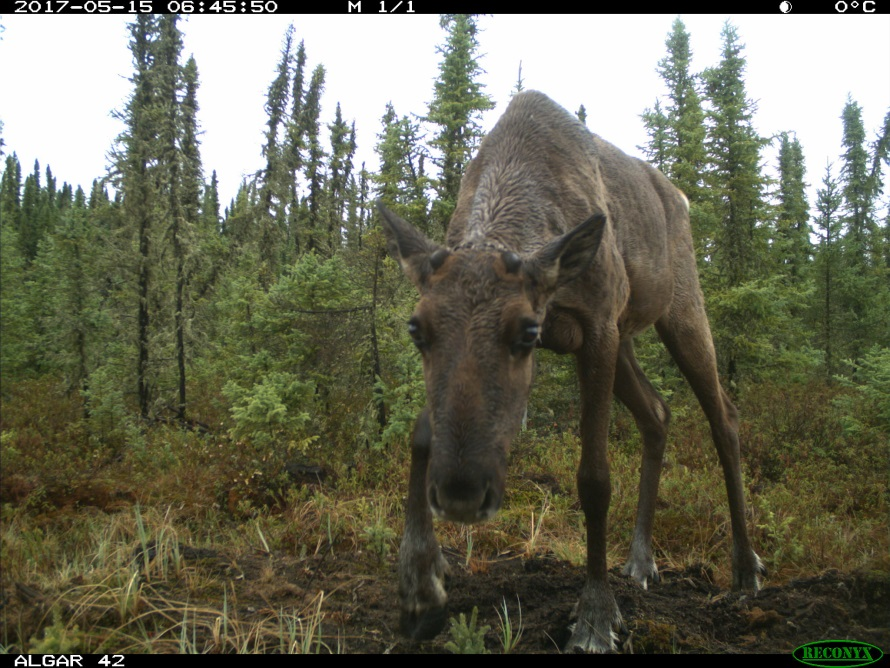 2017-05-15 06:45:50 M 1/1 0°C
ALGAR 42 RECONYX